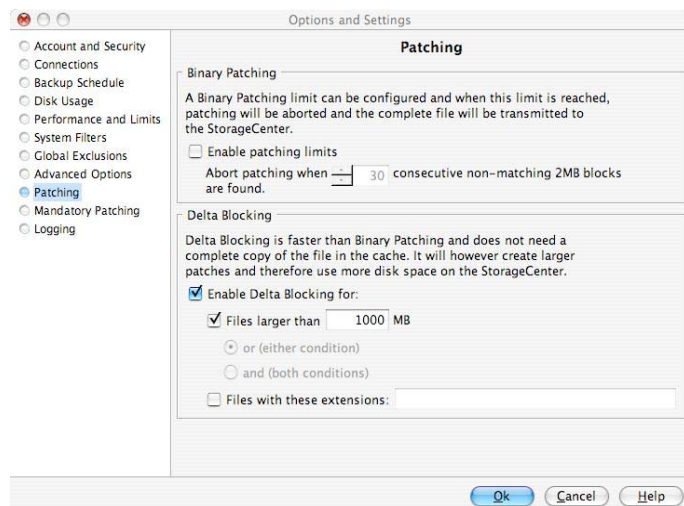 Options and Settings
Account and Security
Connections
Backup Schedule
Disk Usage
Performance and Limits
System Filters
Global Exclusions
Advanced Options
Patching
Mandatory Patching
Logging
Patching
Binary Patching
A Binary Patching limit can be configured and when this limit is reached,
patching will be aborted and the complete file will be transmitted to
the StorageCenter.
Enable patching limits
Abort patching when 30 consecutive non-matching 2MB blocks
are found.
Delta Blocking
Delta Blocking is faster than Binary Patching and does not need a
complete copy of the file in the cache. It will however create larger
patches and therefore use more disk space on the StorageCenter.
Enable Delta Blocking for:
Files larger than 1000 MB
or (either condition)
and (both conditions)
Files with these extensions:
Ok Cancel Help